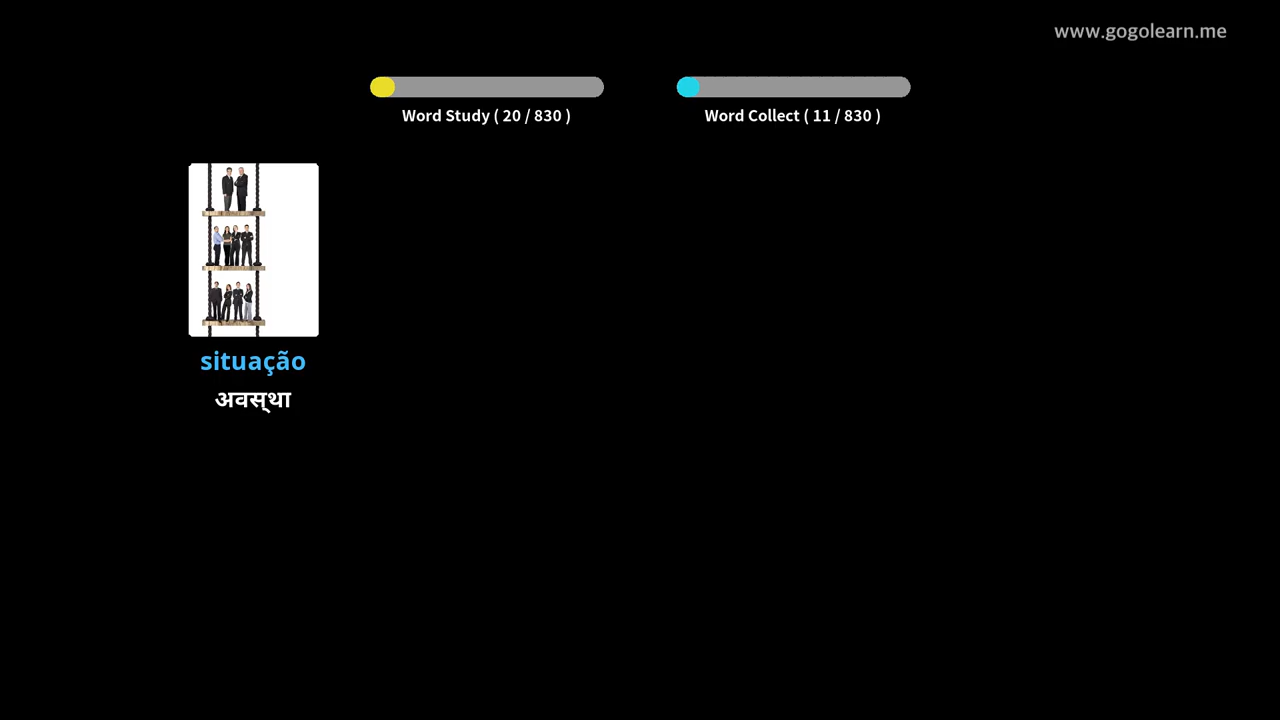 www.gogolearn.me
Word Study ( 20 / 830 )
Word Collect ( 11 / 830 )
situação
अवस्था